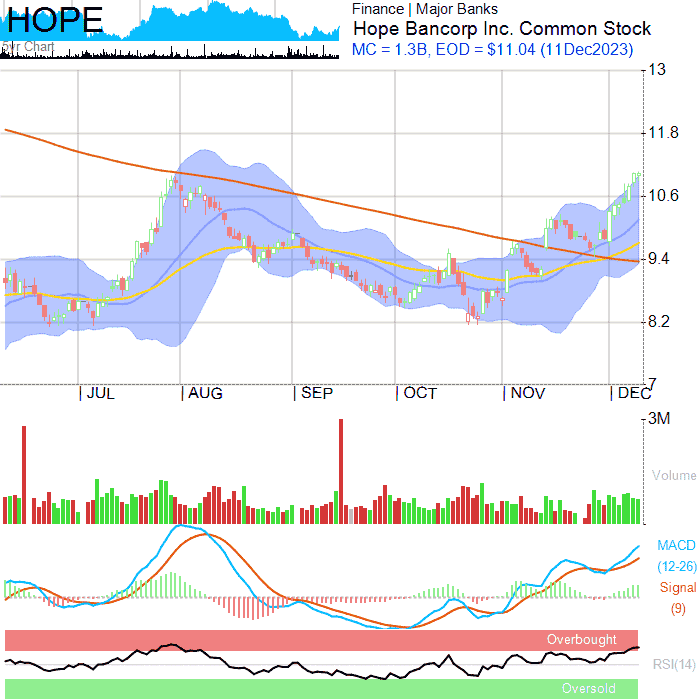 HOPE
5yr Chart
Finance | Major Banks
Hope Bancorp Inc. Common Stock
MC = 1.3B, EOD = $11.04 (11Dec2023)
13
11.8
10.6
9.4
8.2
7
JUL AUG SEP OCT NOV DEC
3M
Volume
MACD
(12-26)
Signal
(9)
Overbought
RSI(14)
Oversold